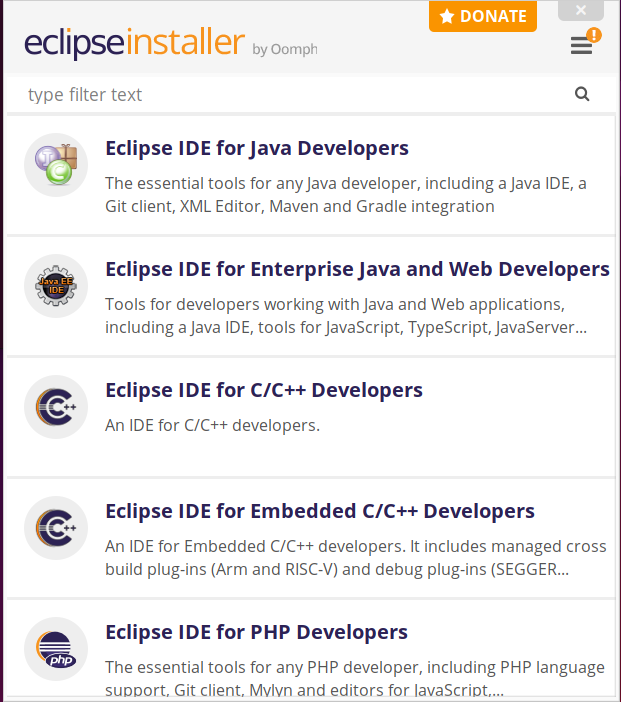 DONATE
eclipseinstaller by Oomph
!
type filter text
Eclipse IDE for Java Developers
The essential tools for any Java developer, including a Java IDE, a
Git client, XML Editor, Maven and Gradle integration
Java EE
IDE
Eclipse IDE for Enterprise Java and Web Developers
Tools for developers working with Java and Web applications,
including a Java IDE, tools for JavaScript, TypeScript, JavaServer...
C++
Eclipse IDE for C/C++ Developers
An IDE for C/C++ developers.
C++
Eclipse IDE for Embedded C/C++ Developers
An IDE for Embedded C/C++ developers. It includes managed cross
build plug-ins (Arm and RISC-V) and debug plug-ins (SEGGER...
php
Eclipse IDE for PHP Developers
The essential tools for any PHP developer, including PHP language
support, Git client, Mylyn and editors for JavaScript,...